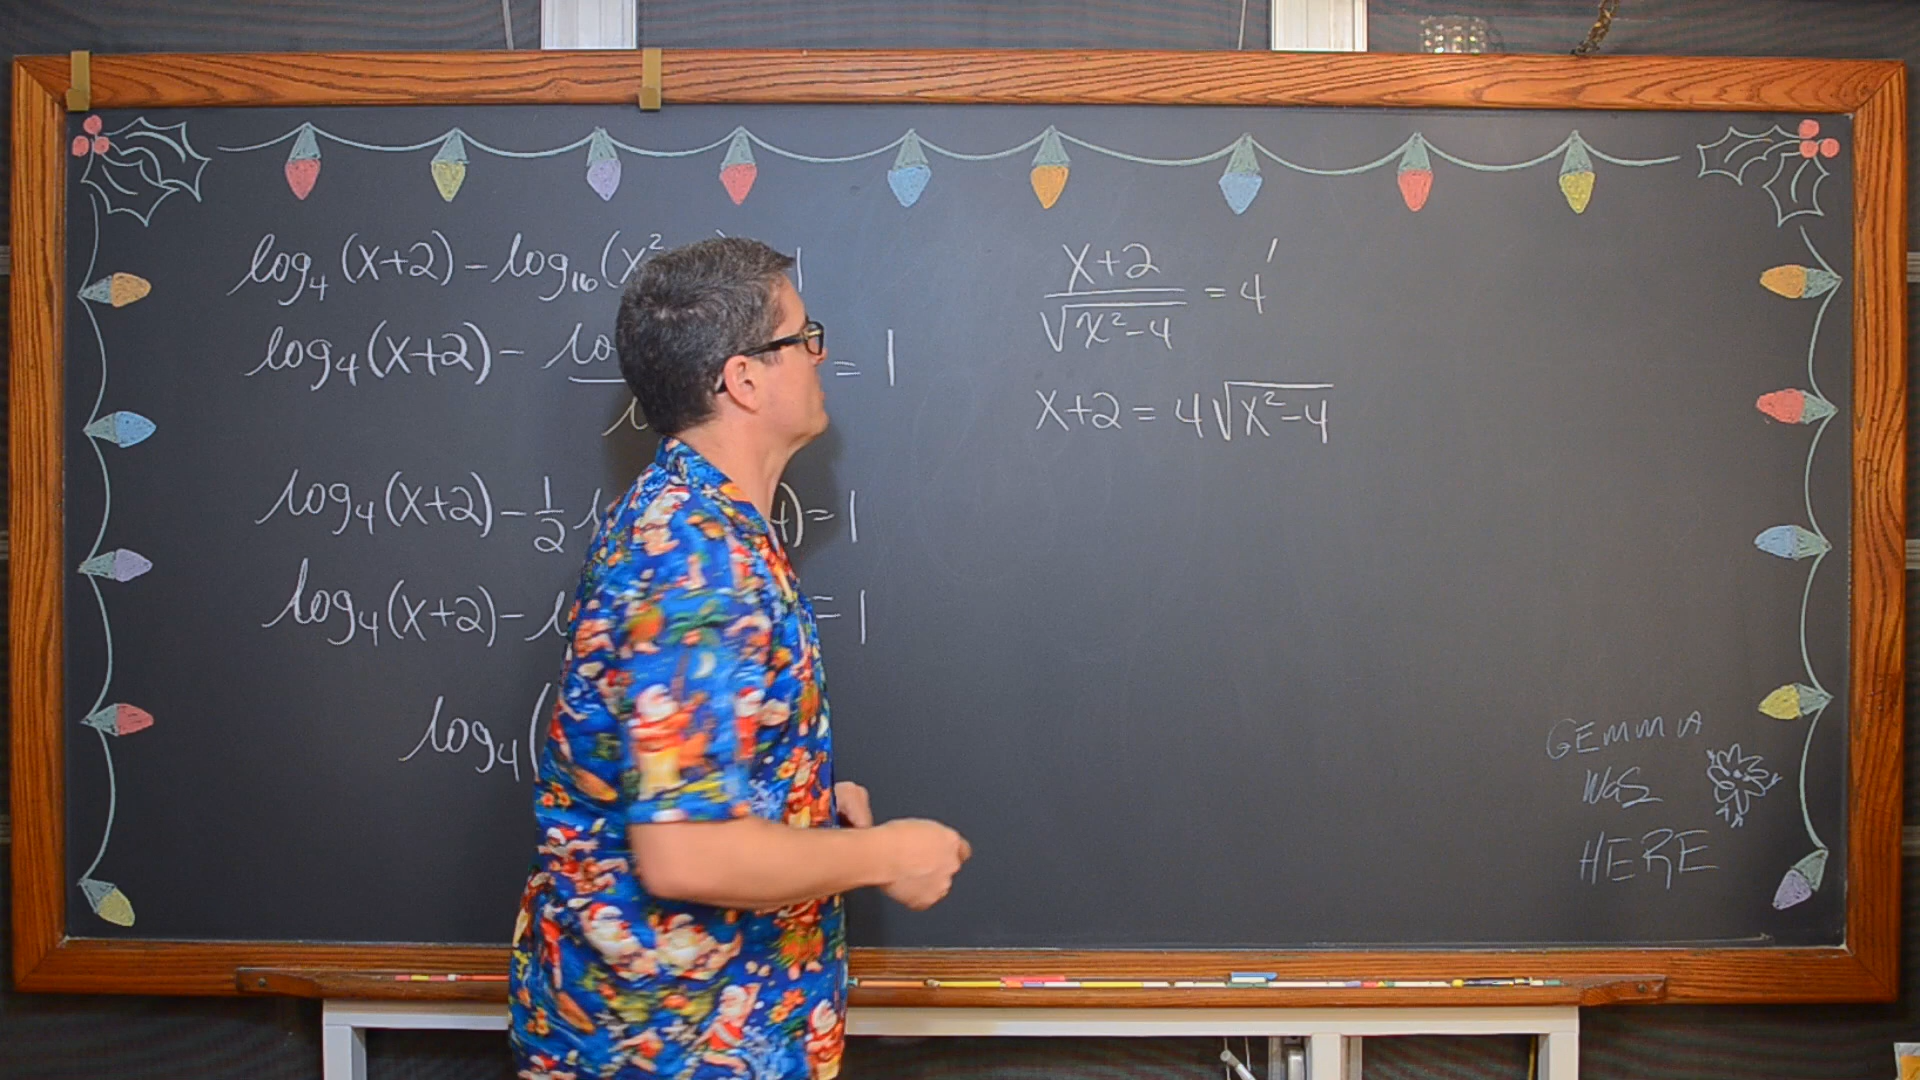 log₄(x+2) - log₁₆(x² 1
log₄(x+2) - = 1
log₄(x+2) - 1/2 4) = 1
log₄(x+2) - = 1
log₄(
(x+2)/√(x²-4) = 4¹
x+2 = 4√(x²-4)
GEMMA
WaS
HERE